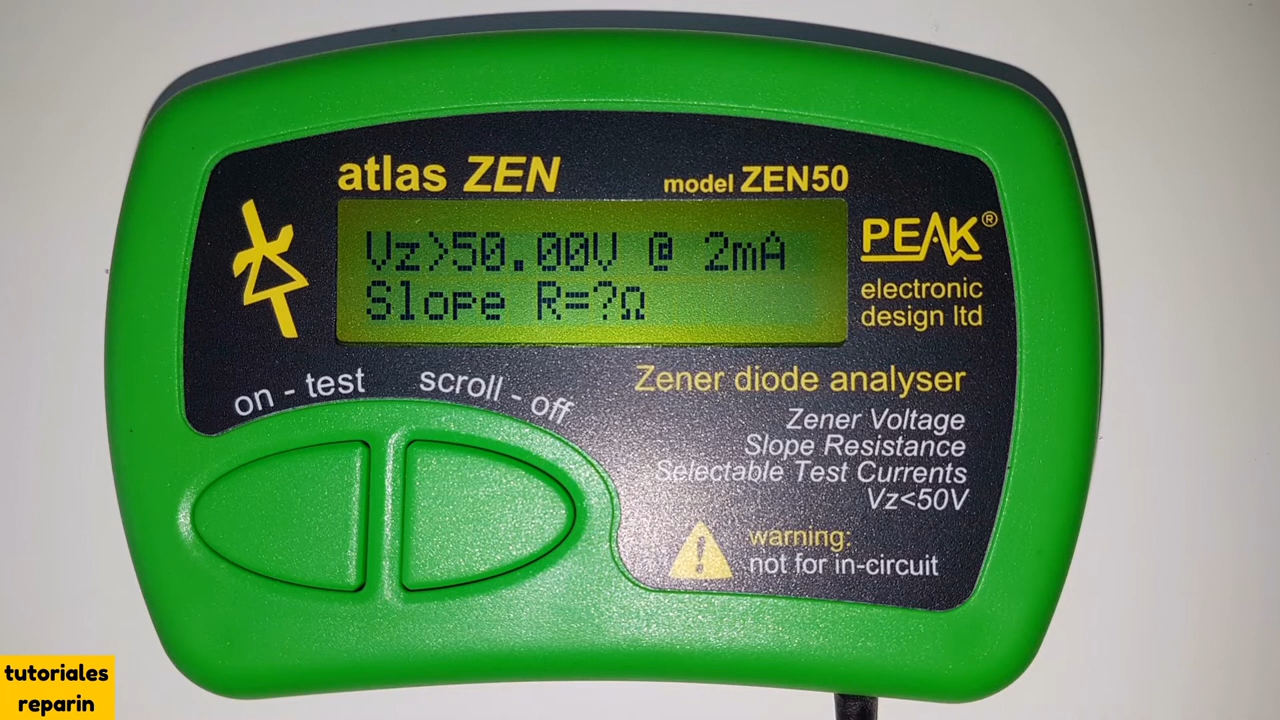 atlas ZEN
model ZEN50
Vz>50.00V @ 2mA
Slope R=?Ω
PEAK®
electronic
design ltd
on - test
scroll - off
Zener diode analyser
Zener Voltage
Slope Resistance
Selectable Test Currents
Vz<50V
warning:
not for in-circuit
tutoriales
reparin